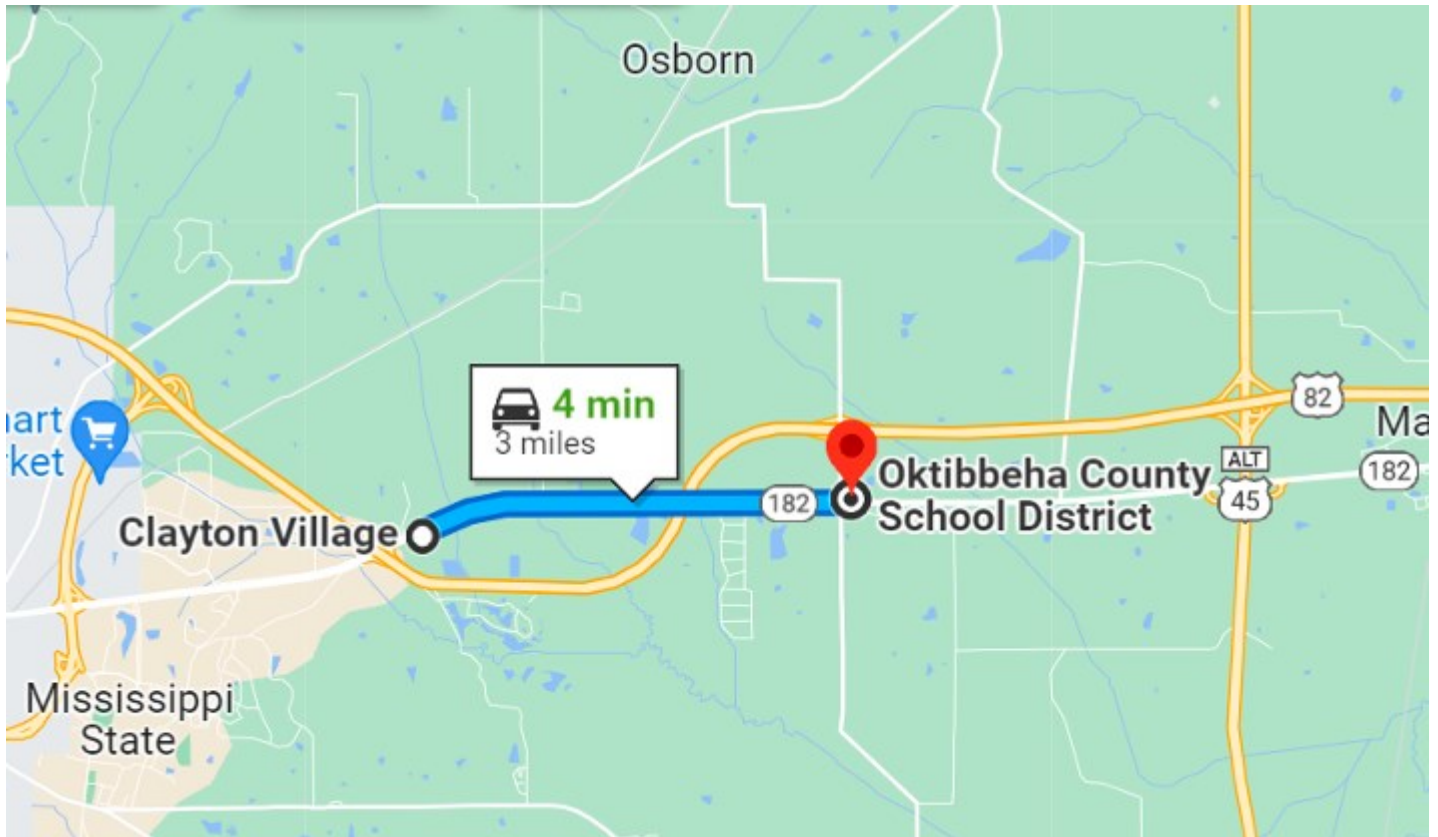 Osborn
4 min
3 miles
82
Ma
182
ALT
45
art
ket
Oktibbeha County
School District
182
Clayton Village
Mississippi
State